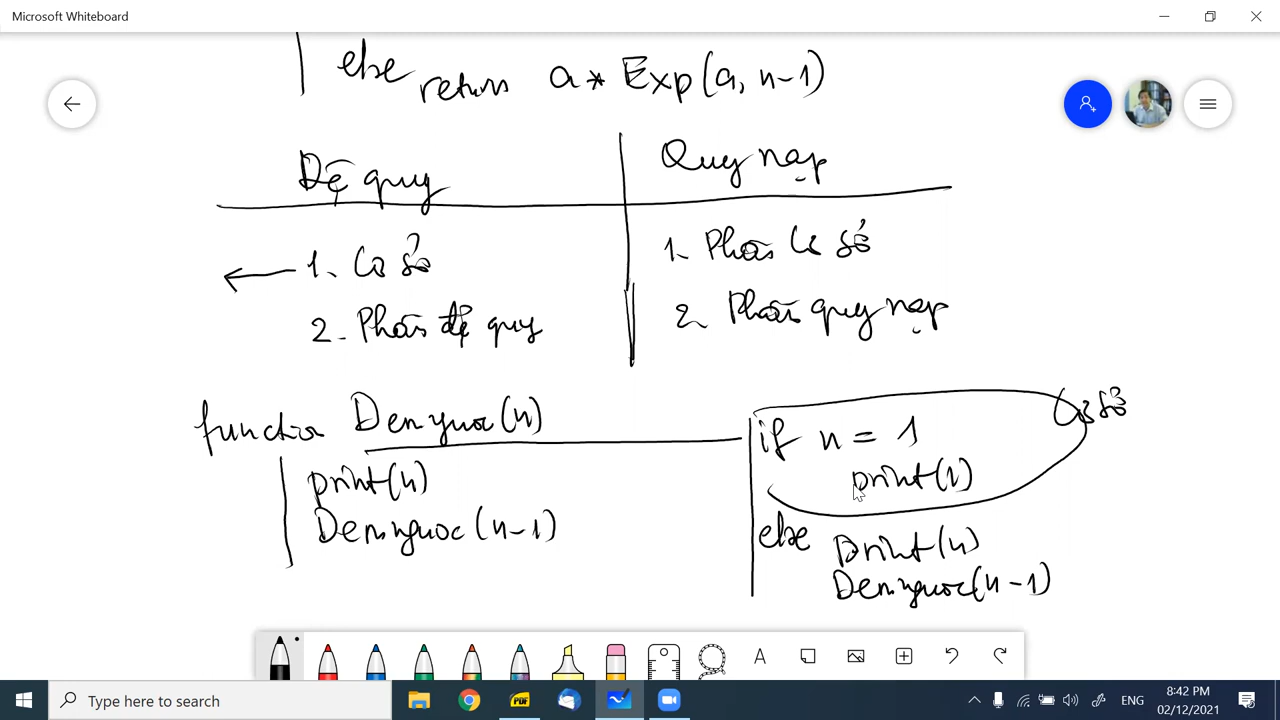 Microsoft Whiteboard
else return a * Exp(a, n-1)
Đệ quy
Quy nạp
1. Cơ sở
1. Phần Cơ sở
2. Phần đệ quy
2. Phần quy nạp
function Demnguoc(n)
print(n)
Demnguoc(n-1)
if n = 1
print(1)
Cơ sở
else print(n)
Demnguoc(n-1)
A
Type here to search
PDF
ENG
8:42 PM
02/12/2021